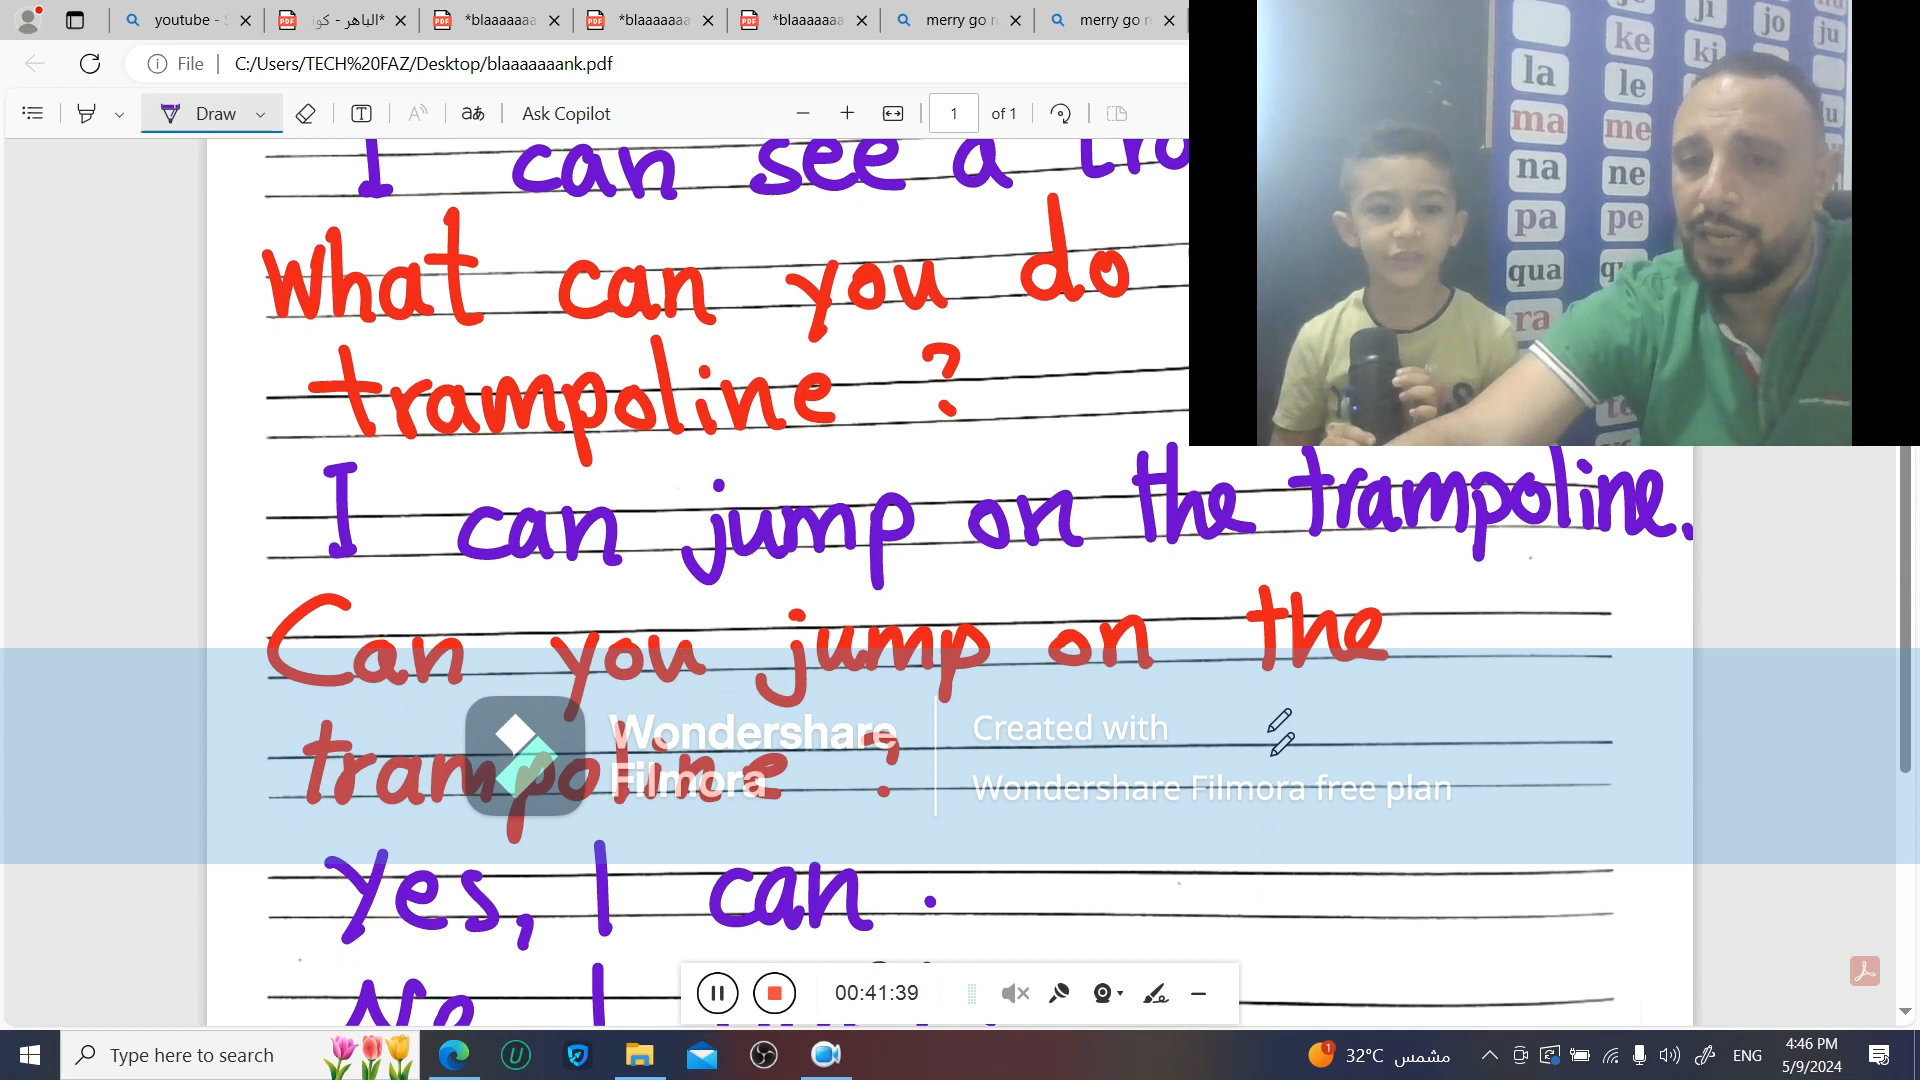 youtube - S
الباهر - كون*
*blaaaaaaa
*blaaaaaaa
*blaaaaaaa
merry go r
merry go r
File
C:/Users/TECH%20FAZ/Desktop/blaaaaaaank.pdf
Draw
Ask Copilot
1 of 1
I can see a tra
What can you do
trampoline ?
I can jump on the trampoline.
Can you jump on the
trampoline ?
Yes, I can .
No I
ji jo ju
ke ki
la le
ma me
na ne
pa pe
qua
ra
Wondershare
Filmora
Created with
Wondershare Filmora free plan
00:41:39
Type here to search
32°C مشمس
ENG
4:46 PM
5/9/2024